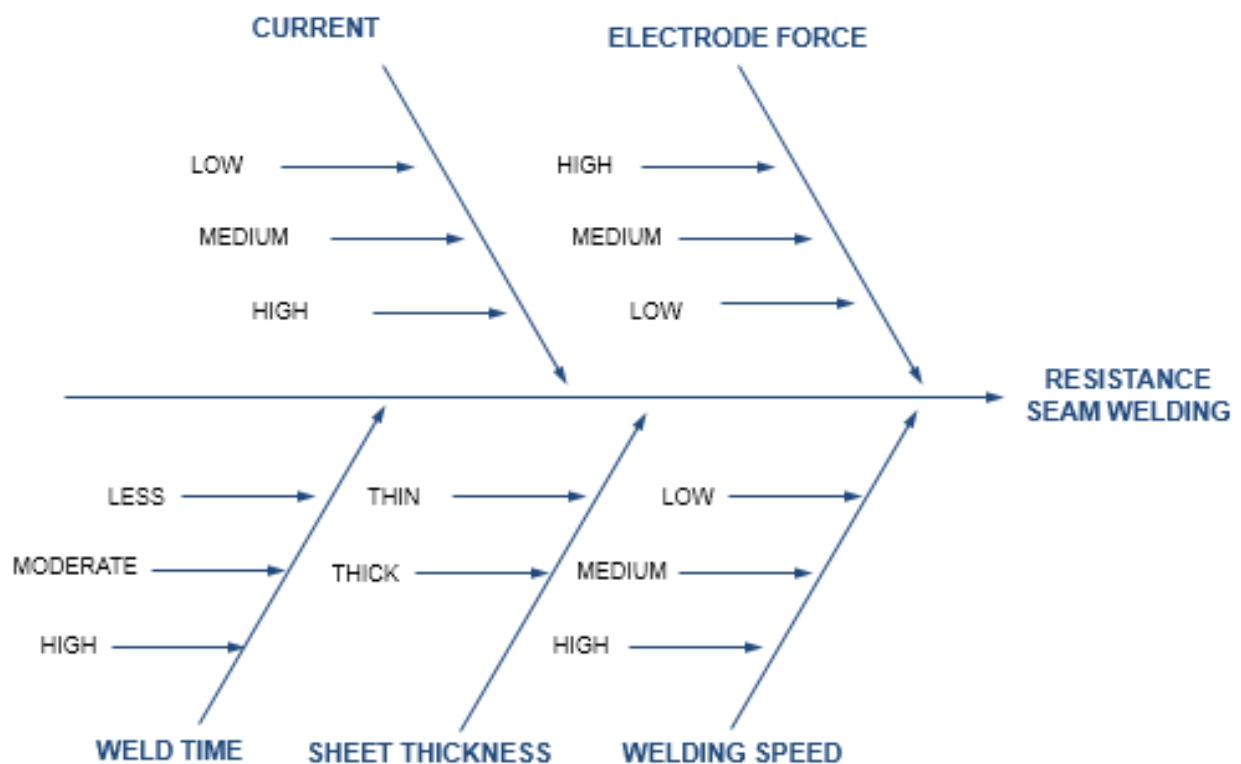 CURRENT
ELECTRODE FORCE
LOW
HIGH
MEDIUM
MEDIUM
HIGH
LOW
RESISTANCE
SEAM WELDING
LESS
THIN
LOW
MODERATE
THICK
MEDIUM
HIGH
HIGH
WELD TIME
SHEET THICKNESS
WELDING SPEED